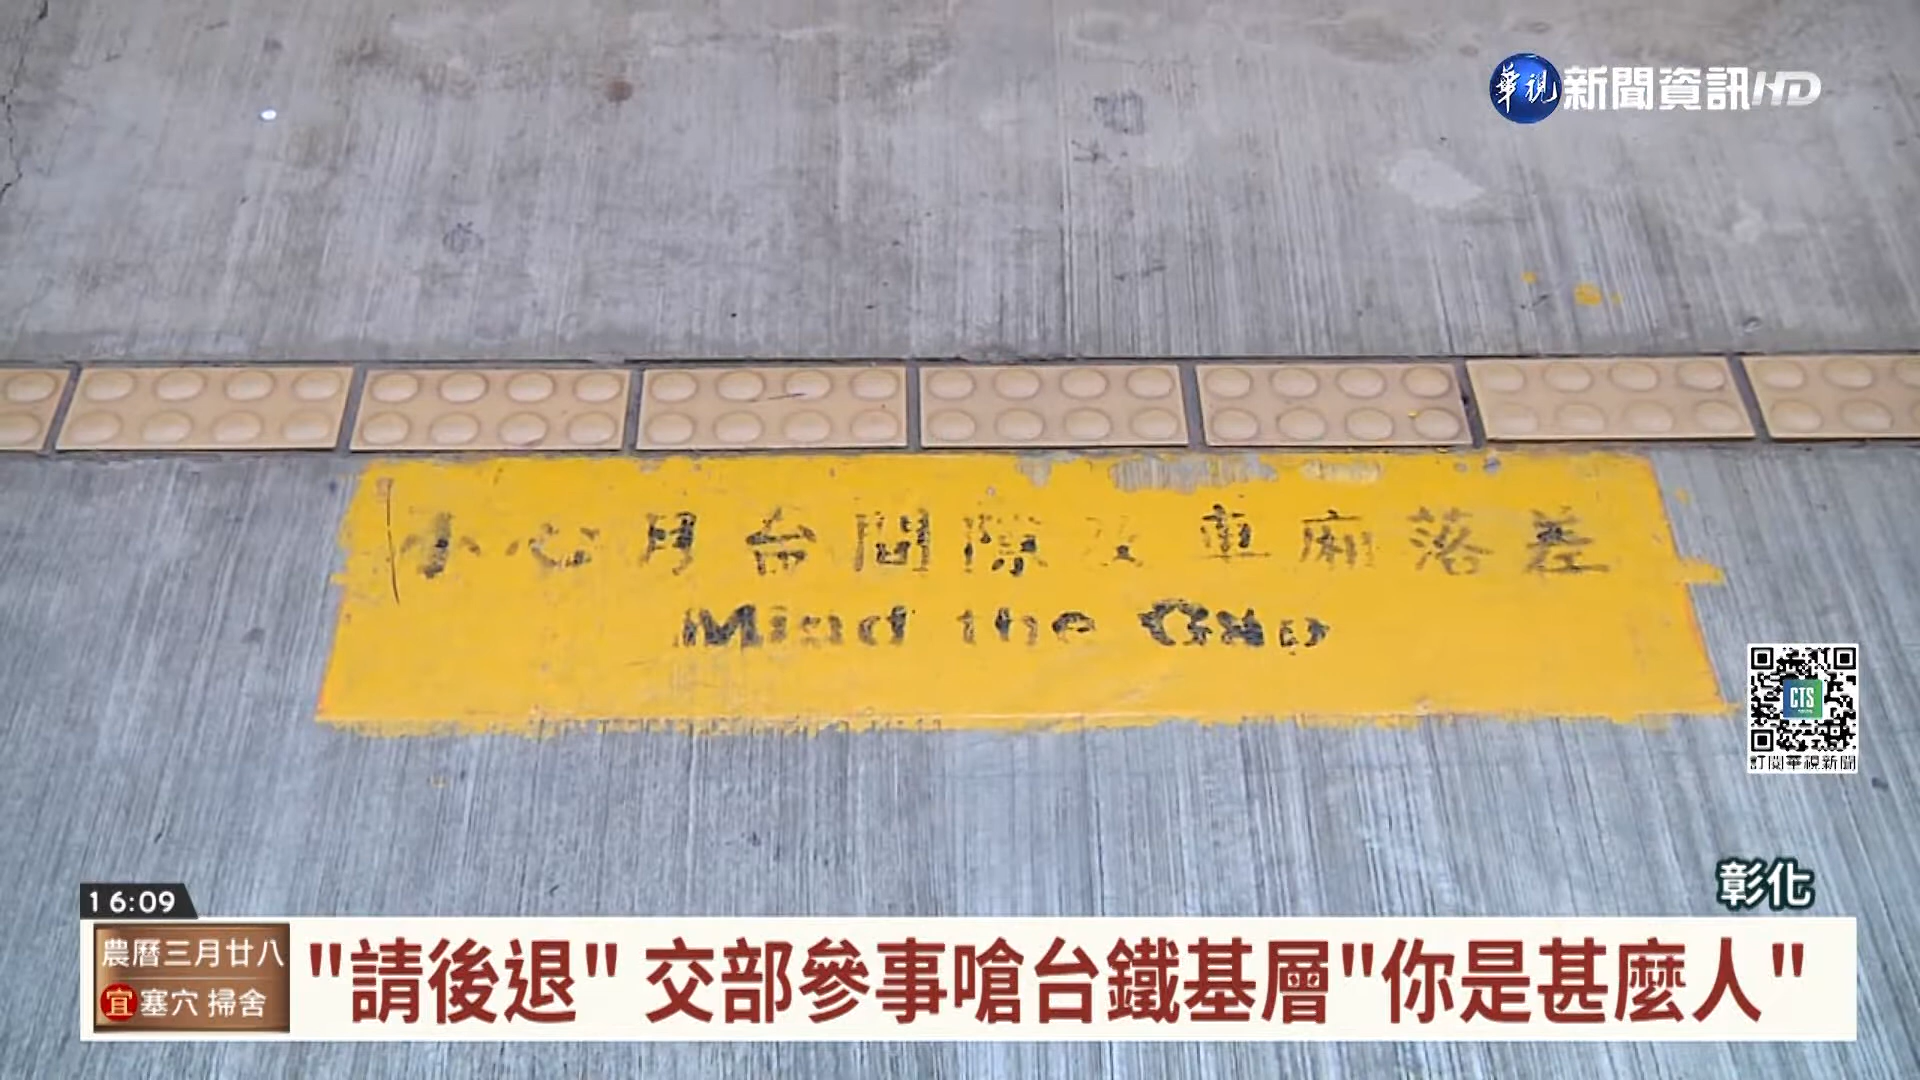 華視 新聞資訊HD
小心月台間隙及車廂落差
Mind the Gap
CTS
訂閱華視新聞
彰化
16:09
農曆三月廿八
宜 塞穴 掃舍
"請後退" 交部參事嗆台鐵基層"你是甚麼人"